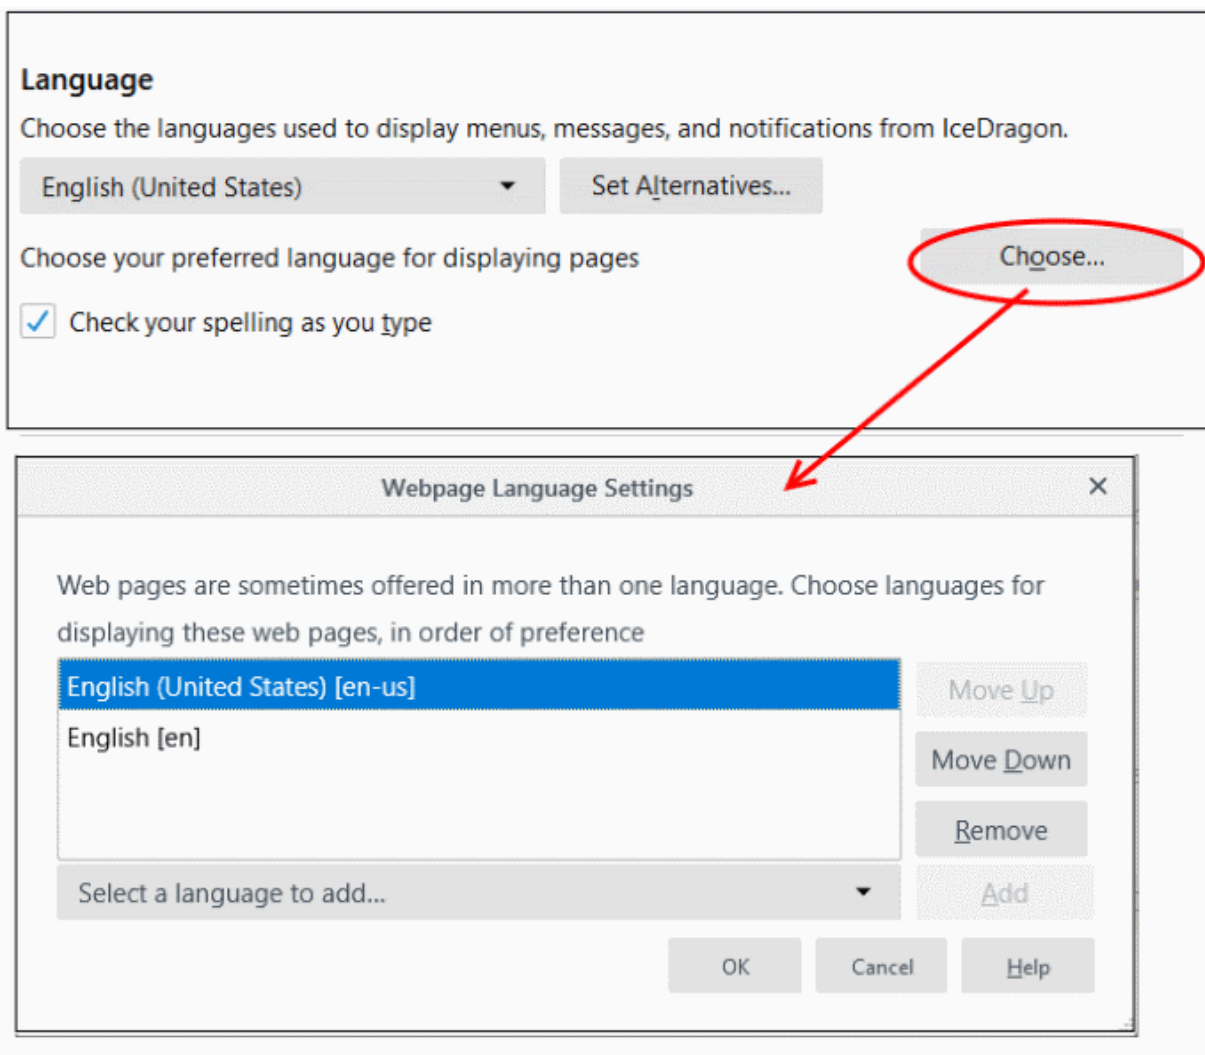 Language
Choose the languages used to display menus, messages, and notifications from IceDragon.
English (United States)
Set Alternatives...
Choose your preferred language for displaying pages
Choose...
Check your spelling as you type
Webpage Language Settings
Web pages are sometimes offered in more than one language. Choose languages for
displaying these web pages, in order of preference
English (United States) [en-us]
Move Up
English [en]
Move Down
Remove
Select a language to add...
Add
OK
Cancel
Help